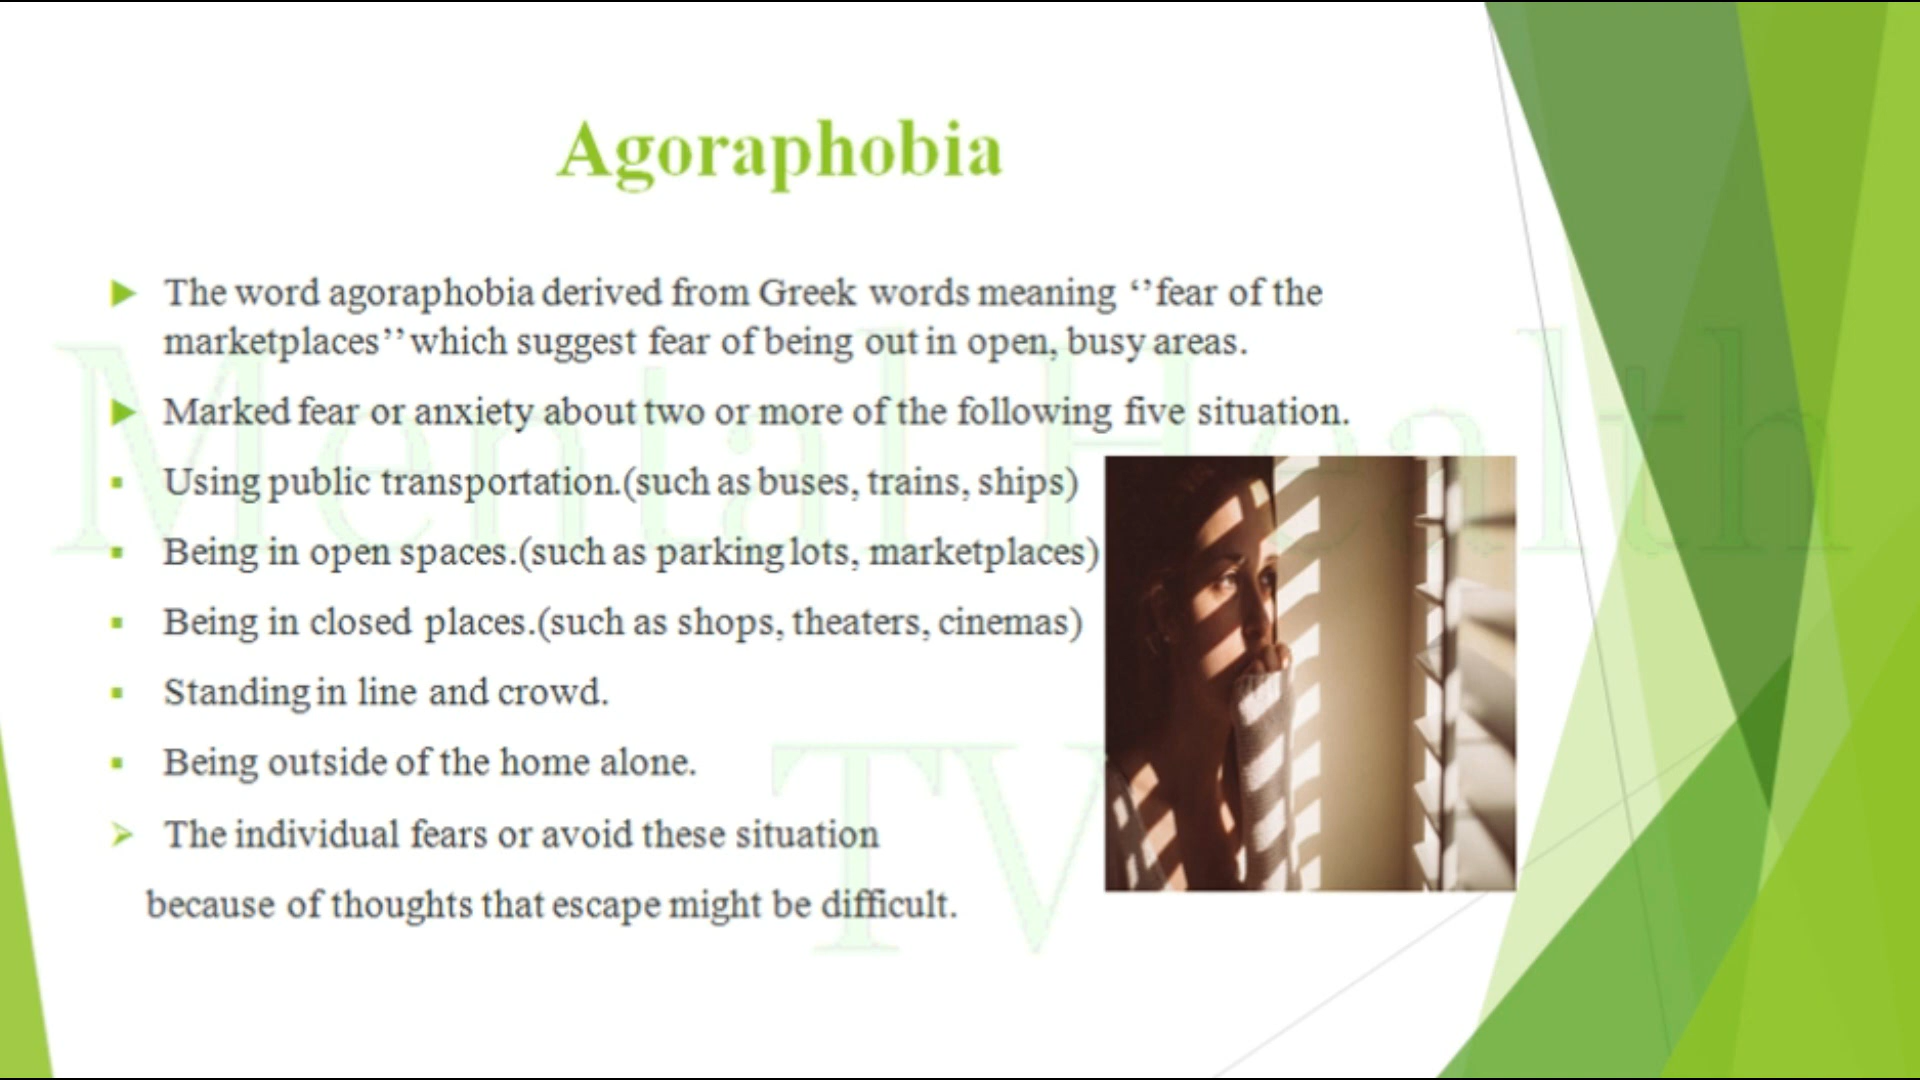 Agoraphobia
The word agoraphobia derived from Greek words meaning ‘’fear of the
marketplaces’’which suggest fear of being out in open, busy areas.
Marked fear or anxiety about two or more of the following five situation.
Using public transportation.(such as buses, trains, ships)
Being in open spaces.(such as parking lots, marketplaces)
Being in closed places.(such as shops, theaters, cinemas)
Standing in line and crowd.
Being outside of the home alone.
The individual fears or avoid these situation
because of thoughts that escape might be difficult.
Mental Health
TV